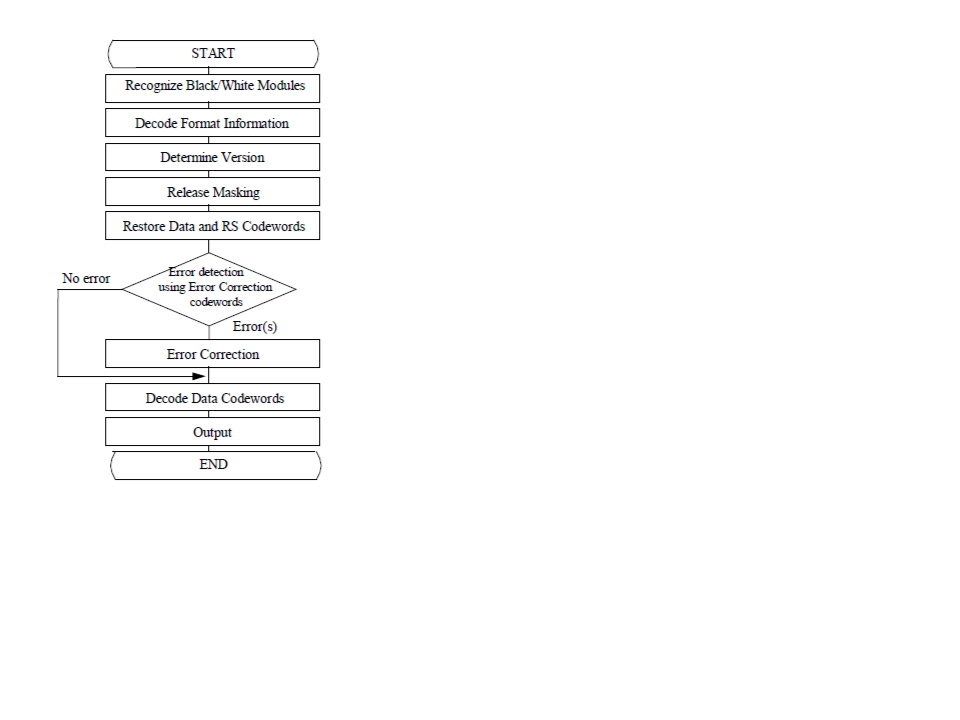 START
Recognize Black/White Modules
Decode Format Information
Determine Version
Release Masking
Restore Data and RS Codewords
No error
Error detection
using Error Correction
codewords
Error(s)
Error Correction
Decode Data Codewords
Output
END